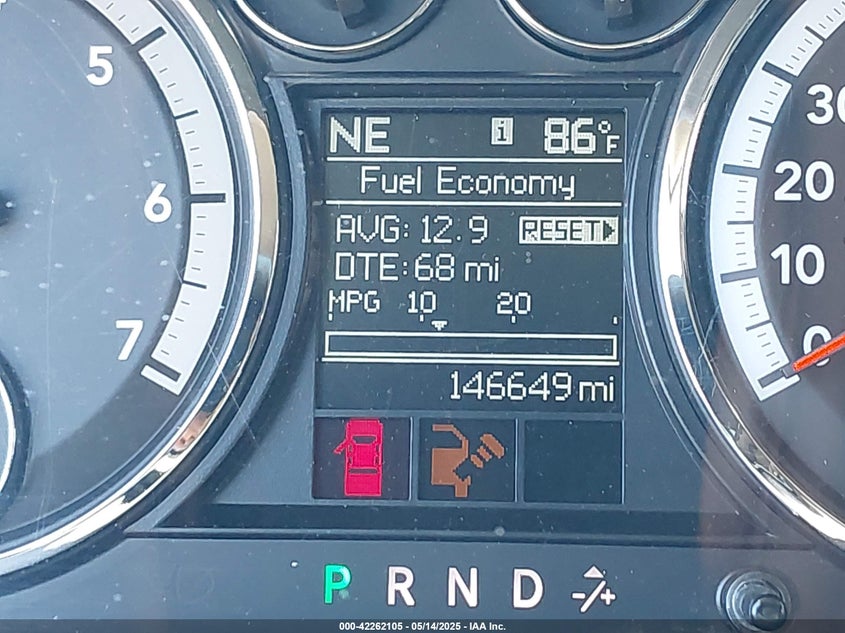 5
6
7
NE i 86°F
Fuel Economy
AVG: 12.9 RESET
DTE: 68 mi
MPG 10 20
146649 mi
30
20
10
0
P R N D -/+
000-42262105 - 05/14/2025 - IAA Inc.